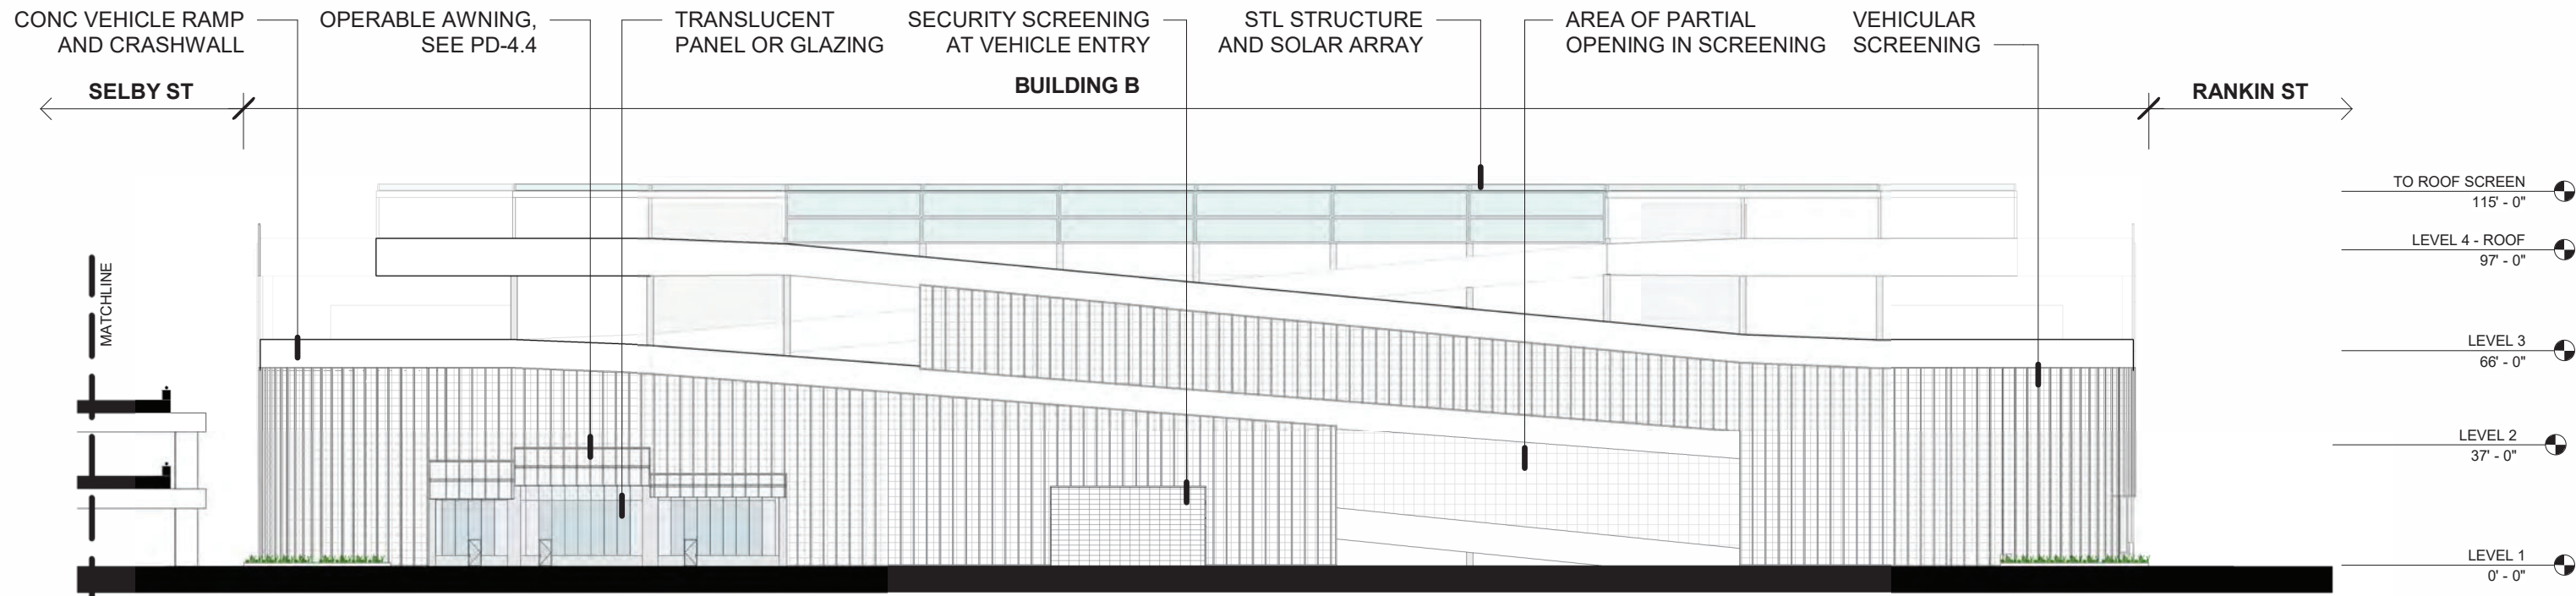 CONC VEHICLE RAMP
AND CRASHWALL
OPERABLE AWNING,
SEE PD-4.4
TRANSLUCENT
PANEL OR GLAZING
SECURITY SCREENING
AT VEHICLE ENTRY
STL STRUCTURE
AND SOLAR ARRAY
AREA OF PARTIAL
OPENING IN SCREENING
VEHICULAR
SCREENING
SELBY ST
BUILDING B
RANKIN ST
MATCHLINE
TO ROOF SCREEN
115' - 0"
LEVEL 4 - ROOF
97' - 0"
LEVEL 3
66' - 0"
LEVEL 2
37' - 0"
LEVEL 1
0' - 0"